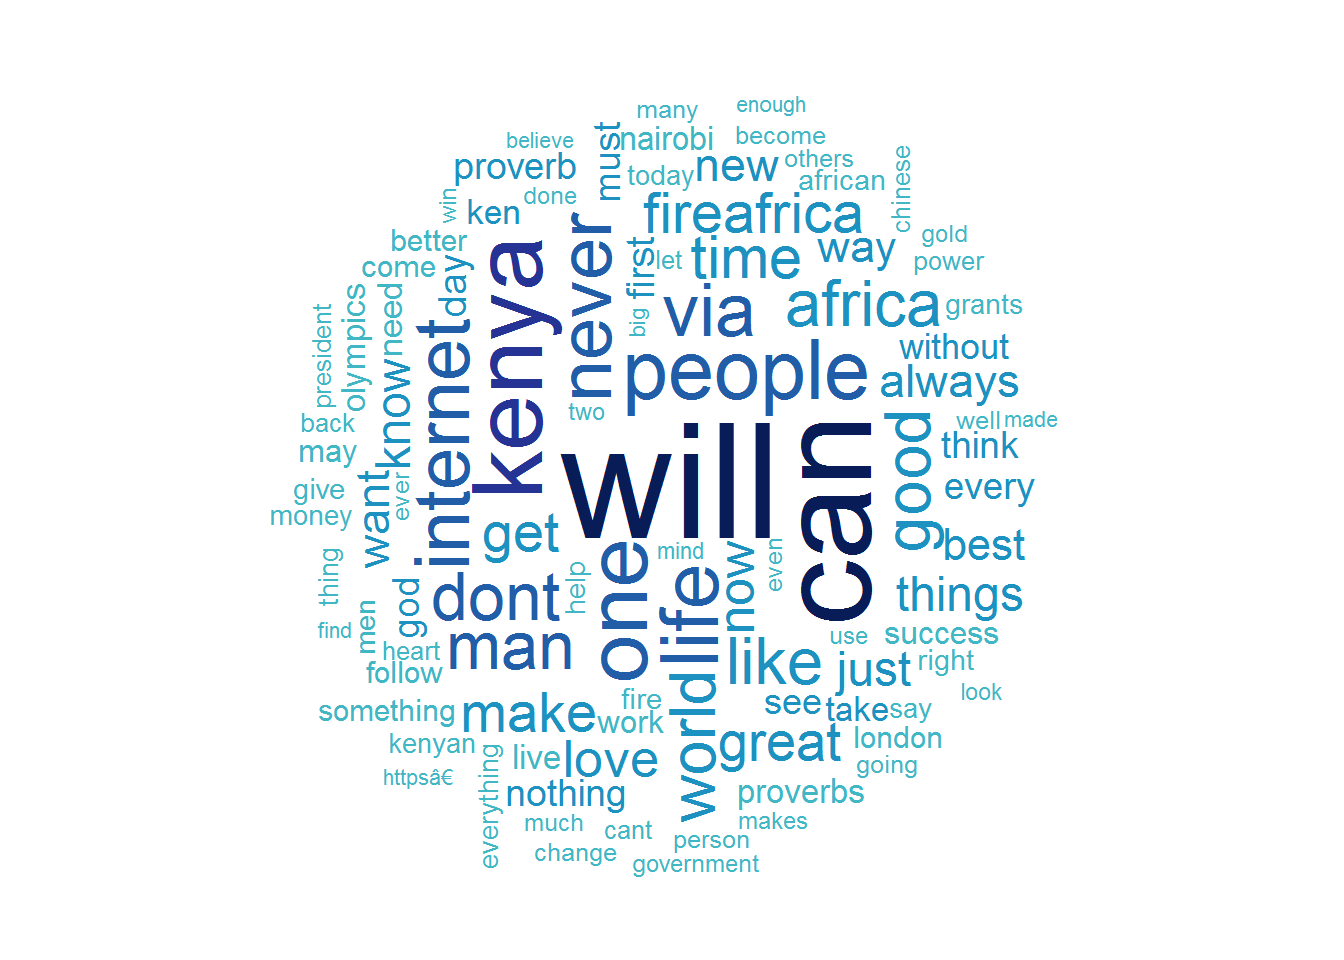 enough
many
believe
nairobi
become
must
proverb
new
others
today
african
chinese
win
done
ken
fireafrica
gold
better
never
first
let
time
way
power
come
day
kenya
need
know
olympics
president
big
via
africa
grants
internet
people
without
always
two
back
well
made
may
will
can
good
think
ever
give
want
every
money
get
one
mind
now
even
best
thing
help
dont
life
things
god
men
find
man
use
success
heart
like
just
right
follow
look
something
make
fire
world
see
take
say
work
kenyan
great
london
live
love
going
httpsâ€
everything
nothing
proverbs
much
cant
makes
person
change
government